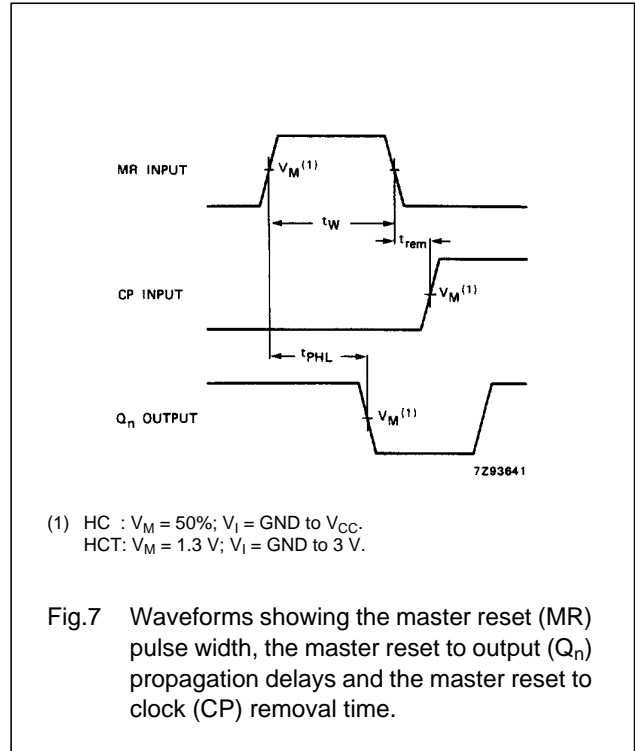 MR INPUT
V_M^(1)
t_W
t_rem
CP INPUT
V_M^(1)
t_PHL
Q_n OUTPUT
V_M^(1)
7Z93641
(1) HC : V_M = 50%; V_I = GND to V_CC.
HCT: V_M = 1.3 V; V_I = GND to 3 V.
Fig.7 Waveforms showing the master reset (MR)
pulse width, the master reset to output (Q_n)
propagation delays and the master reset to
clock (CP) removal time.